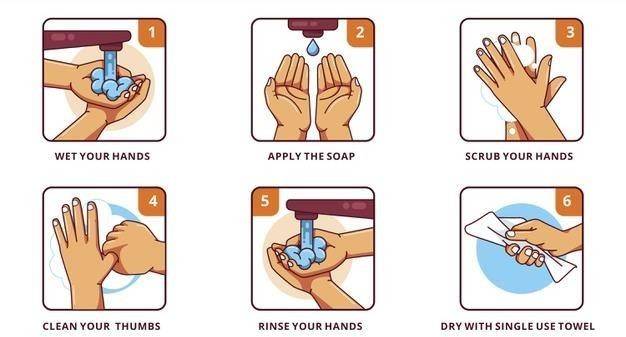 1
WET YOUR HANDS
2
APPLY THE SOAP
3
SCRUB YOUR HANDS
4
CLEAN YOUR THUMBS
5
RINSE YOUR HANDS
6
DRY WITH SINGLE USE TOWEL